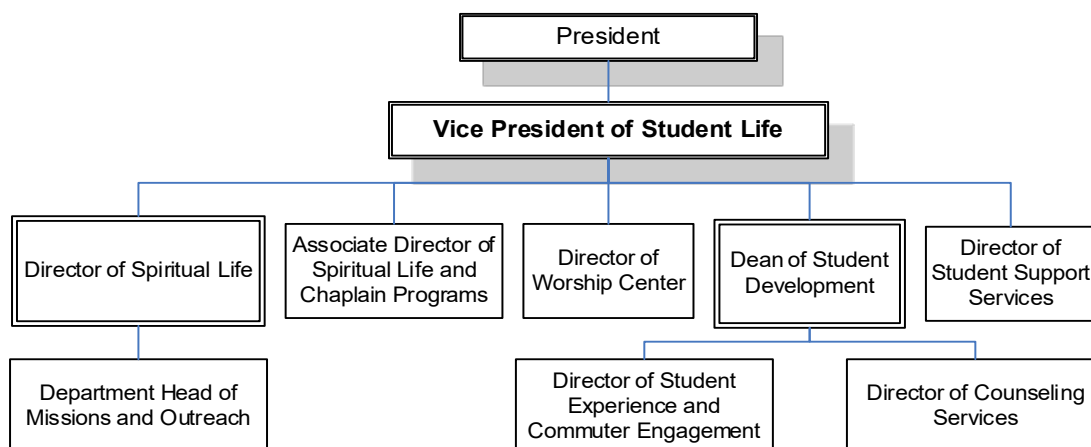 President
Vice President of Student Life
Director of Spiritual Life
Associate Director of
Spiritual Life and
Chaplain Programs
Director of
Worship Center
Dean of Student
Development
Director of
Student Support
Services
Department Head of
Missions and Outreach
Director of Student
Experience and
Commuter Engagement
Director of Counseling
Services